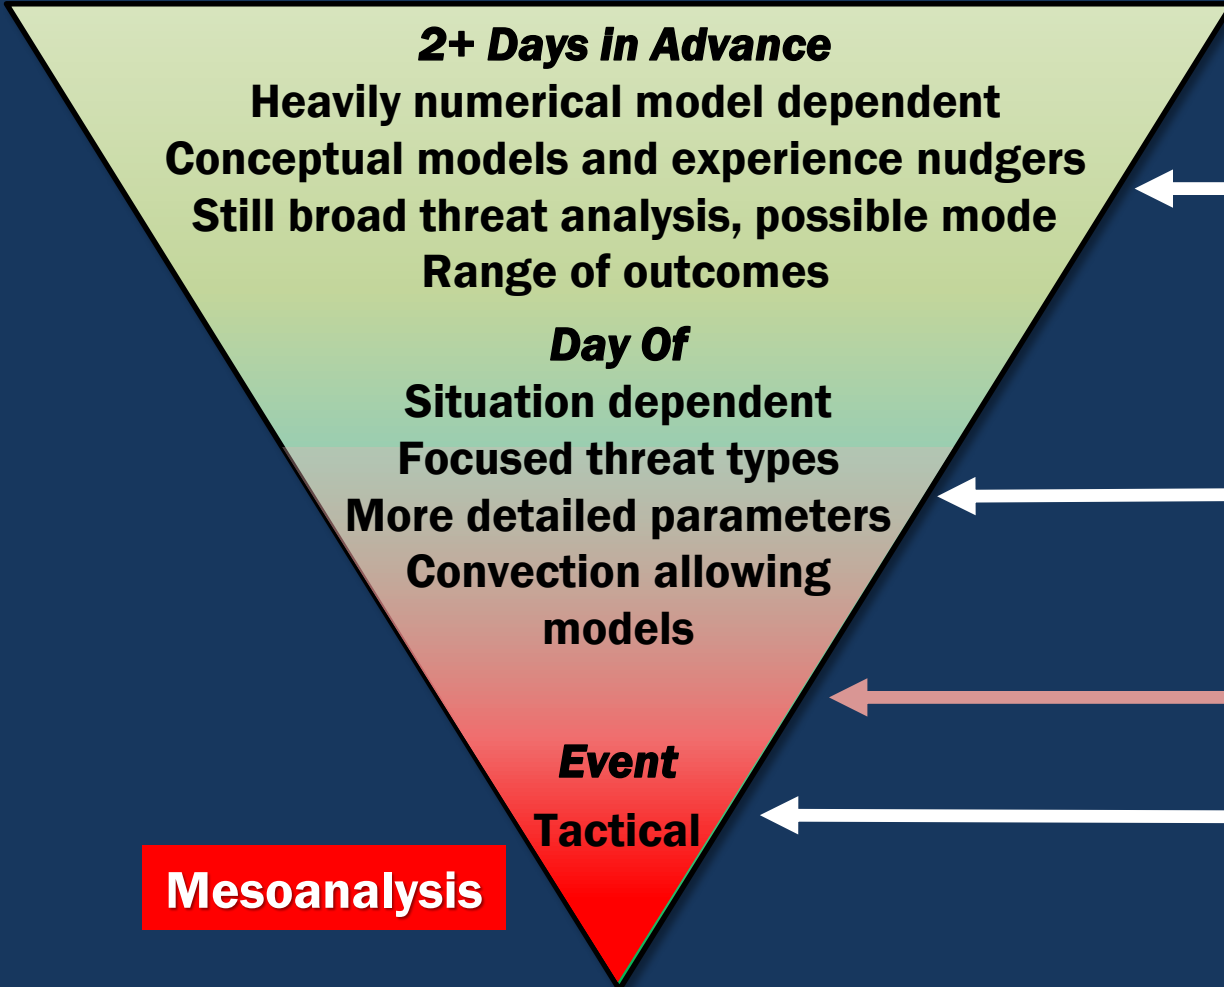 2+ Days in Advance
Heavily numerical model dependent
Conceptual models and experience nudgers
Still broad threat analysis, possible mode
Range of outcomes
Day Of
Situation dependent
Focused threat types
More detailed parameters
Convection allowing
models
Event
Tactical
Mesoanalysis